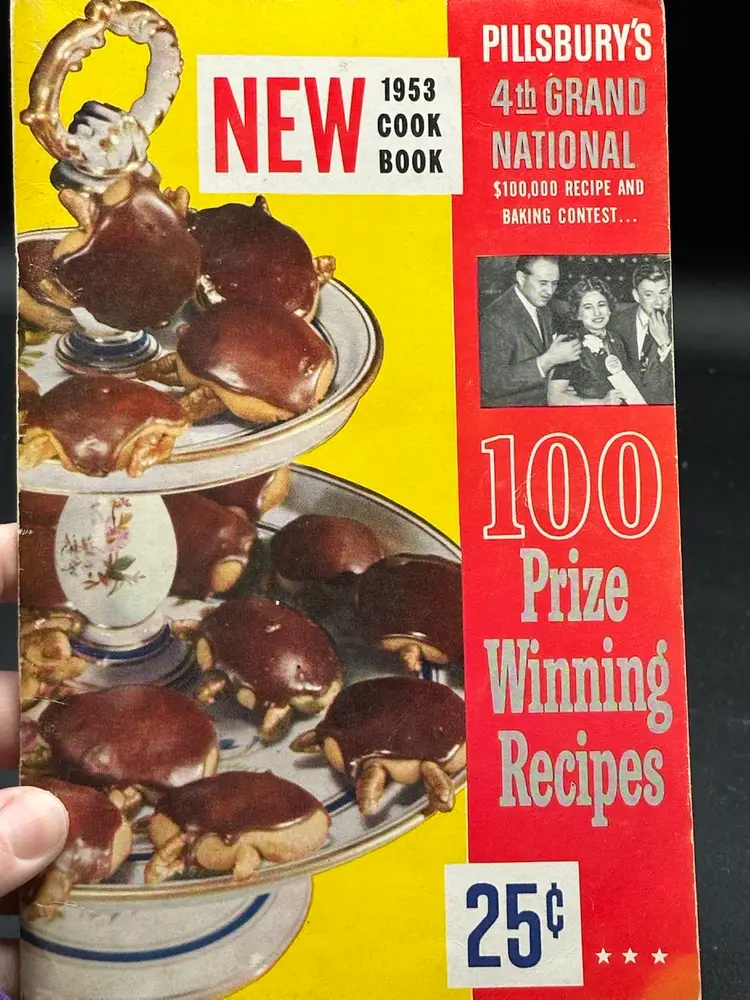 NEW
1953
COOK
BOOK
PILLSBURY'S
4th GRAND
NATIONAL
$100,000 RECIPE AND
BAKING CONTEST...
100
Prize
Winning
Recipes
25¢
★★★